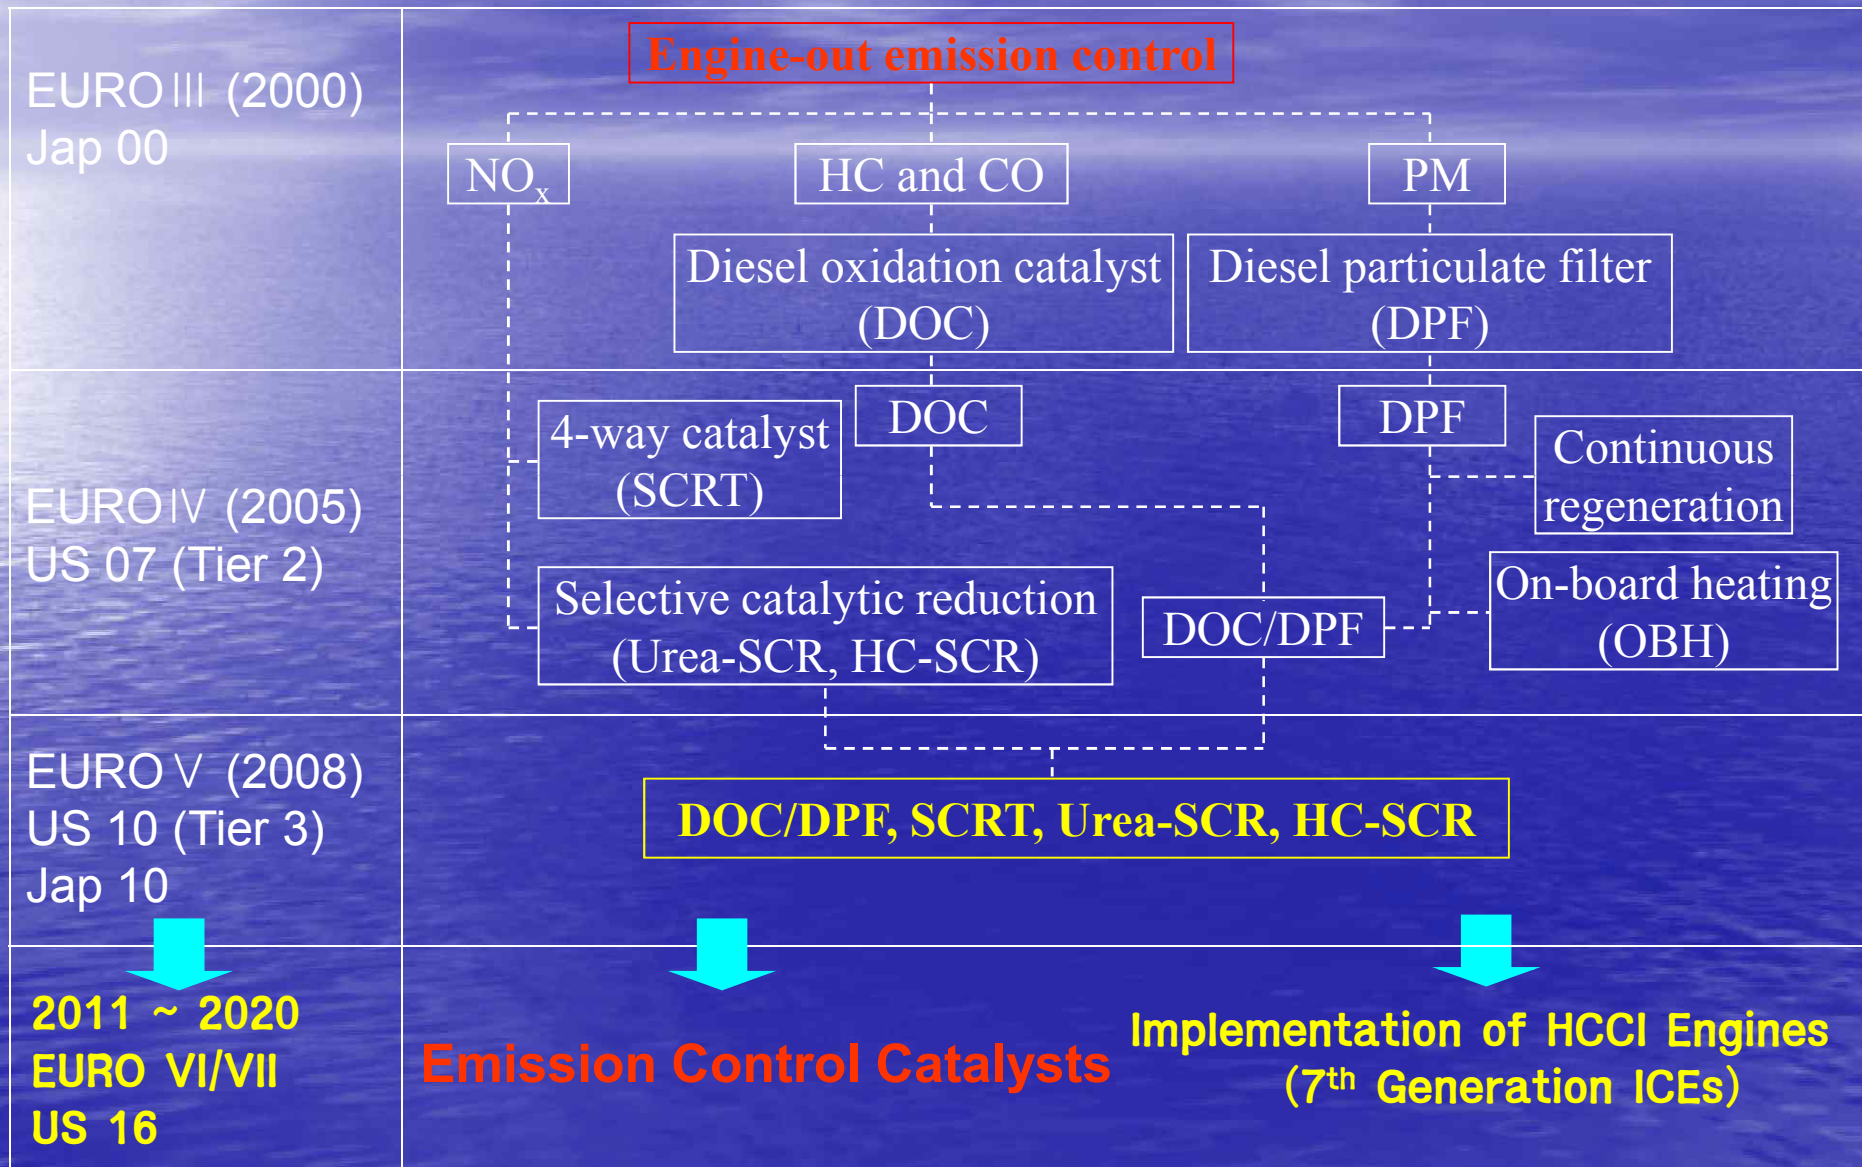 EURO Ⅲ (2000)
Jap 00
Engine-out emission control
NOx
HC and CO
PM
Diesel oxidation catalyst
(DOC)
Diesel particulate filter
(DPF)
EURO Ⅳ (2005)
US 07 (Tier 2)
4-way catalyst
(SCRT)
DOC
DPF
Continuous
regeneration
Selective catalytic reduction
(Urea-SCR, HC-SCR)
DOC/DPF
On-board heating
(OBH)
EURO Ⅴ (2008)
US 10 (Tier 3)
Jap 10
DOC/DPF, SCRT, Urea-SCR, HC-SCR
2011 ~ 2020
EURO VI/VII
US 16
Emission Control Catalysts
Implementation of HCCI Engines
(7th Generation ICEs)